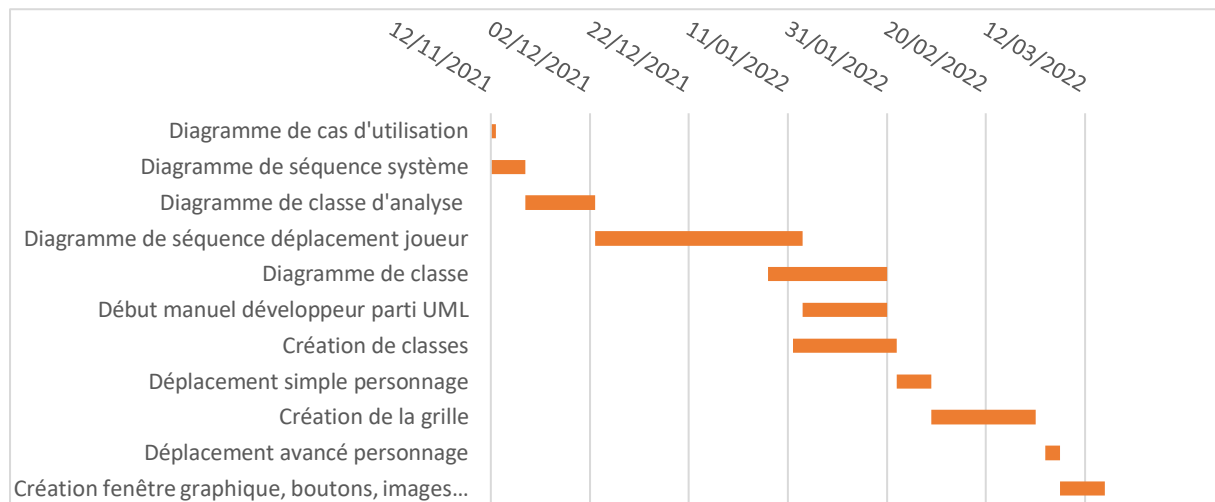 12/11/2021
02/12/2021
22/12/2021
11/01/2022
31/01/2022
20/02/2022
12/03/2022
Diagramme de cas d'utilisation
Diagramme de séquence système
Diagramme de classe d'analyse
Diagramme de séquence déplacement joueur
Diagramme de classe
Début manuel développeur parti UML
Création de classes
Déplacement simple personnage
Création de la grille
Déplacement avancé personnage
Création fenêtre graphique, boutons, images…